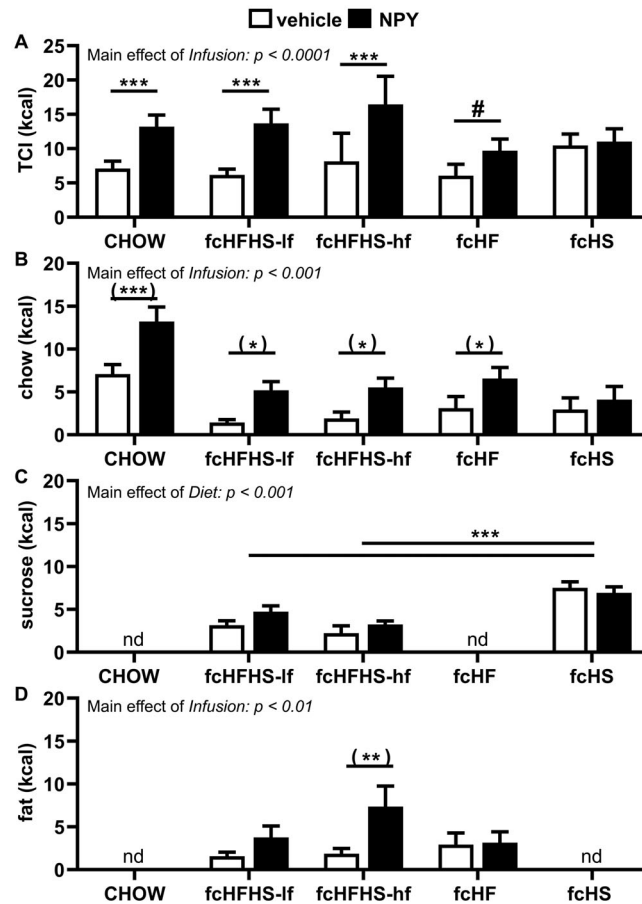 vehicle NPY
A
Main effect of Infusion: p < 0.0001
TCI (kcal)
25
20
15
10
5
0
*** *** *** #
CHOW fcHFHS-lf fcHFHS-hf fcHF fcHS
B
Main effect of Infusion: p < 0.001
chow (kcal)
20
15
10
5
0
(***) (*) (*) (*)
CHOW fcHFHS-lf fcHFHS-hf fcHF fcHS
C
Main effect of Diet: p < 0.001
sucrose (kcal)
20
15
10
5
0
***
nd nd
CHOW fcHFHS-lf fcHFHS-hf fcHF fcHS
D
Main effect of Infusion: p < 0.01
fat (kcal)
20
15
10
5
0
(**)
nd nd
CHOW fcHFHS-lf fcHFHS-hf fcHF fcHS